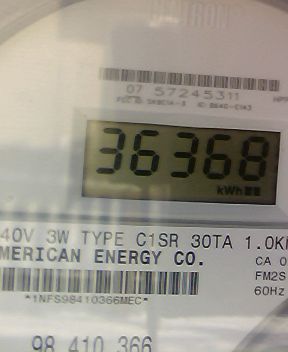 07 57245311
36368
kWh
40V 3W TYPE C1SR 30TA 1.0K
MERICAN ENERGY CO.
CA 0
FM2S
60Hz
*1NFS98410366MEC*
98 410 366